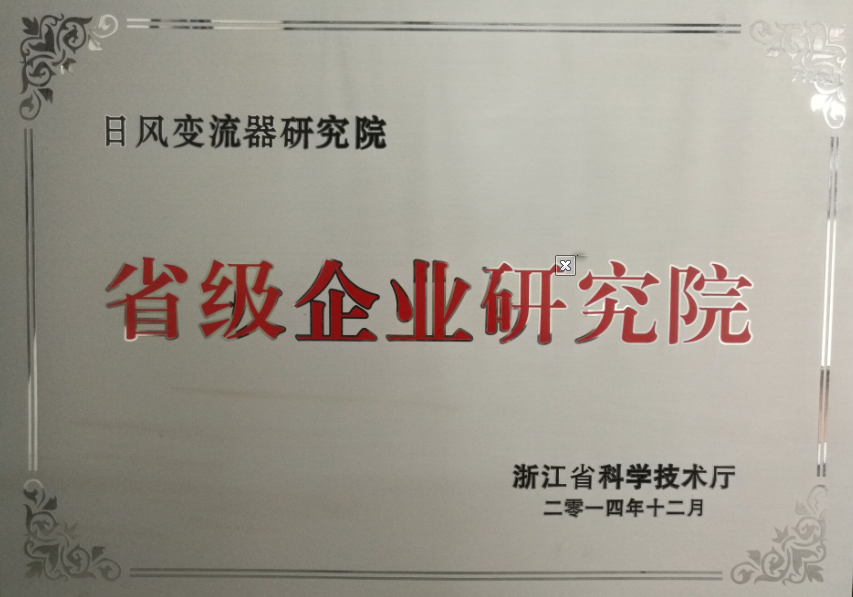 日风变流器研究院
省级企业研究院
浙江省科学技术厅
二零一四年十二月